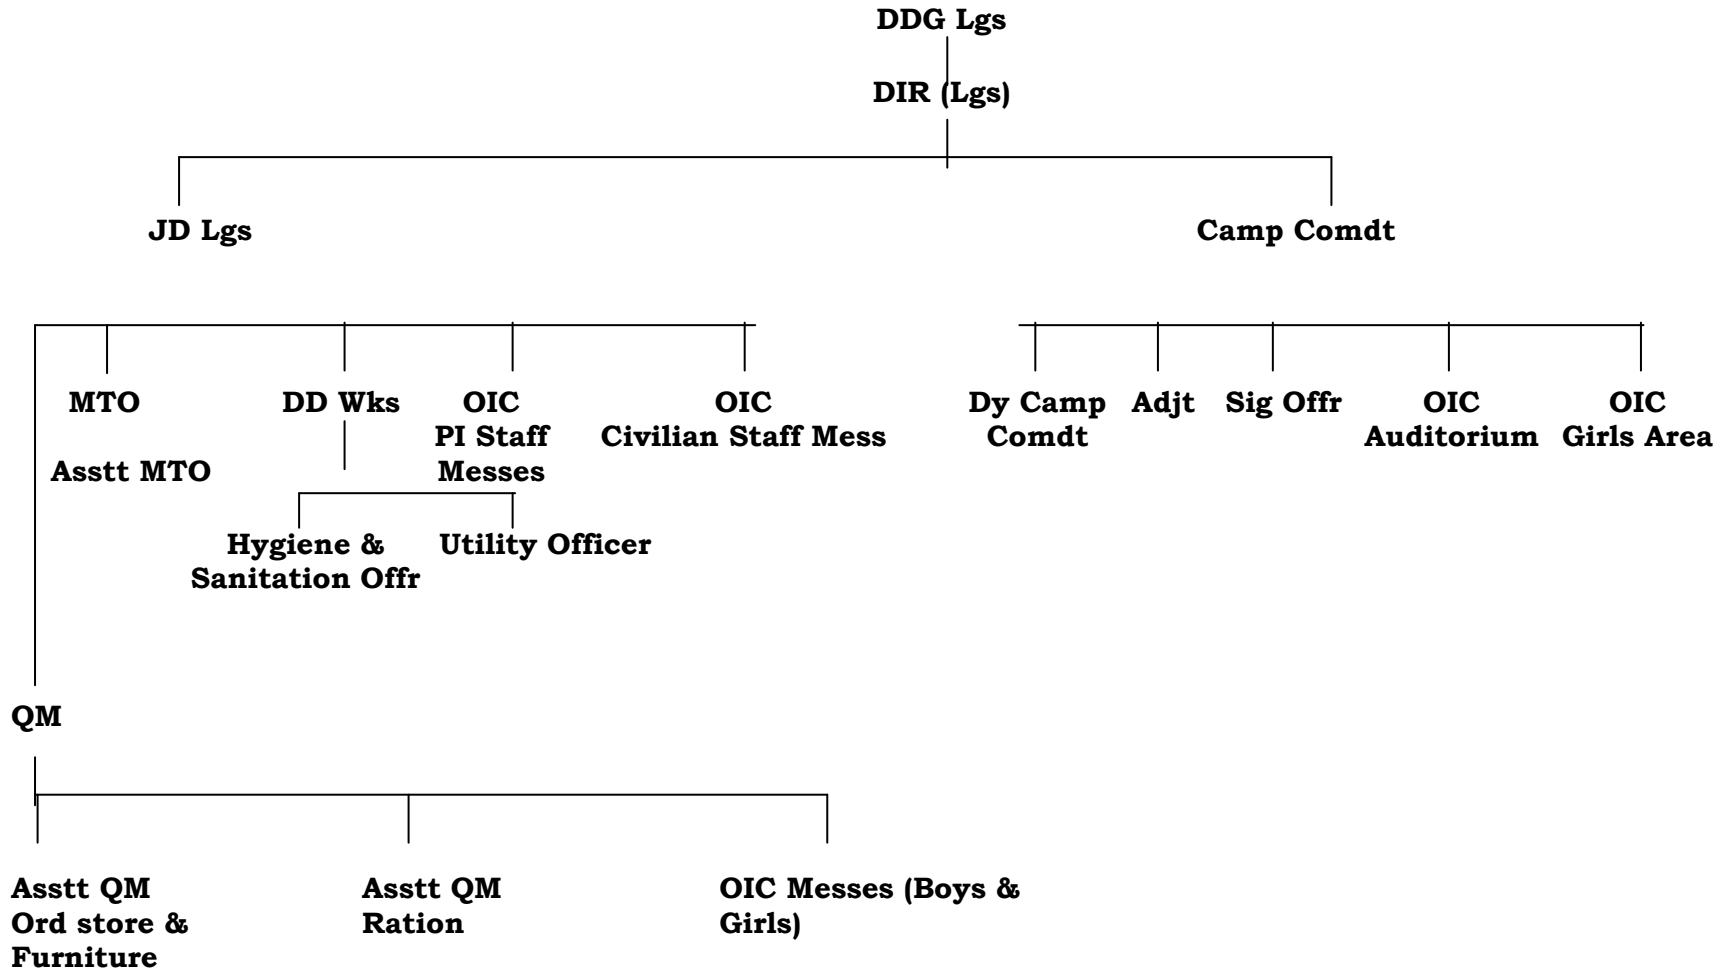 DDG Lgs
DIR (Lgs)
JD Lgs
Camp Comdt
MTO
Asstt MTO
DD Wks
OIC
PI Staff
Messes
OIC
Civilian Staff Mess
Dy Camp
Comdt
Adjt
Sig Offr
OIC
Auditorium
OIC
Girls Area
Hygiene &
Sanitation Offr
Utility Officer
QM
Asstt QM
Ord store &
Furniture
Asstt QM
Ration
OIC Messes (Boys &
Girls)